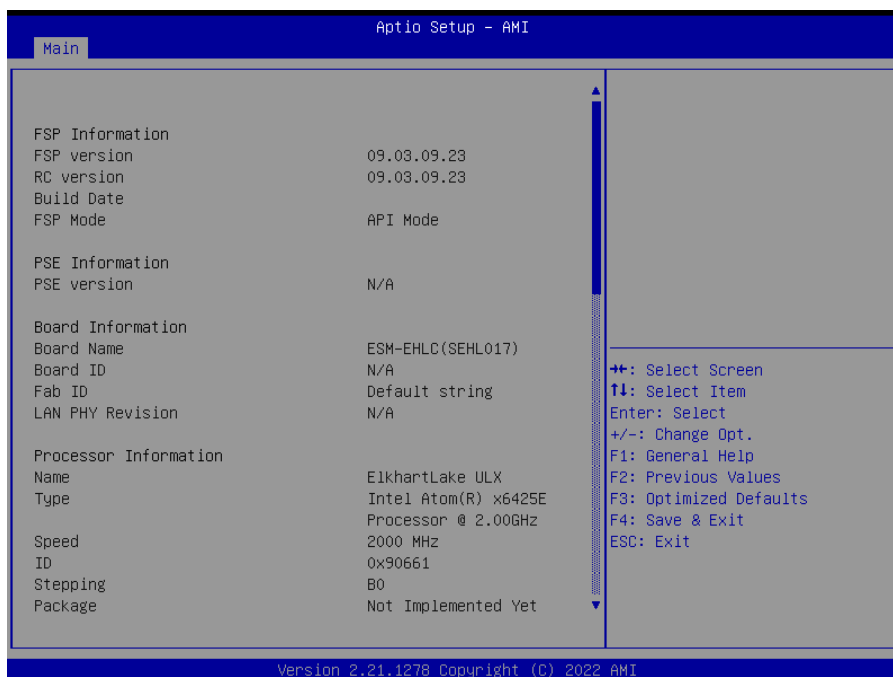 Aptio Setup – AMI
Main
FSP Information
FSP version 09.03.09.23
RC version 09.03.09.23
Build Date
FSP Mode API Mode
PSE Information
PSE version N/A
Board Information
Board Name ESM-EHLC(SEHL017)
Board ID N/A
Fab ID Default string
LAN PHY Revision N/A
Processor Information
Name ElkhartLake ULX
Type Intel Atom(R) x6425E
Processor @ 2.00GHz
Speed 2000 MHz
ID 0x90661
Stepping B0
Package Not Implemented Yet
→←: Select Screen
↑↓: Select Item
Enter: Select
+/-: Change Opt.
F1: General Help
F2: Previous Values
F3: Optimized Defaults
F4: Save & Exit
ESC: Exit
Version 2.21.1278 Copyright (C) 2022 AMI